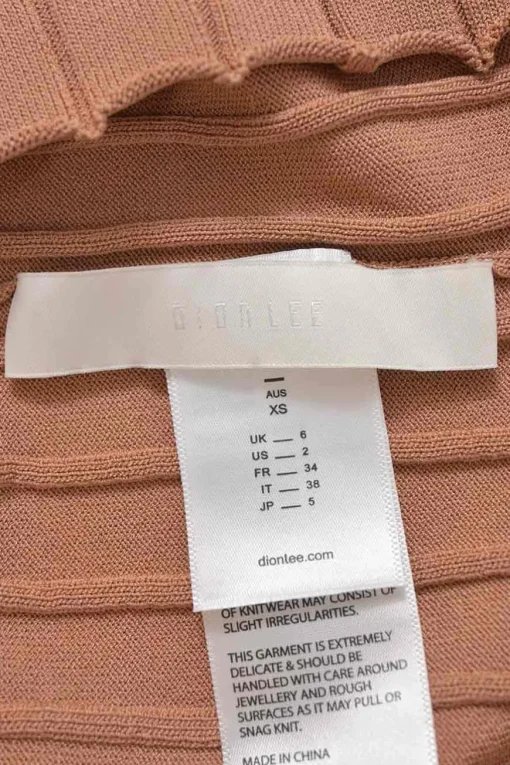 DION LEE
AUS
XS
UK — 6
US — 2
FR — 34
IT — 38
JP — 5
dionlee.com
OF KNITWEAR MAY CONSIST OF
SLIGHT IRREGULARITIES.
THIS GARMENT IS EXTREMELY
DELICATE & SHOULD BE
HANDLED WITH CARE AROUND
JEWELLERY AND ROUGH
SURFACES AS IT MAY PULL OR
SNAG KNIT.
MADE IN CHINA